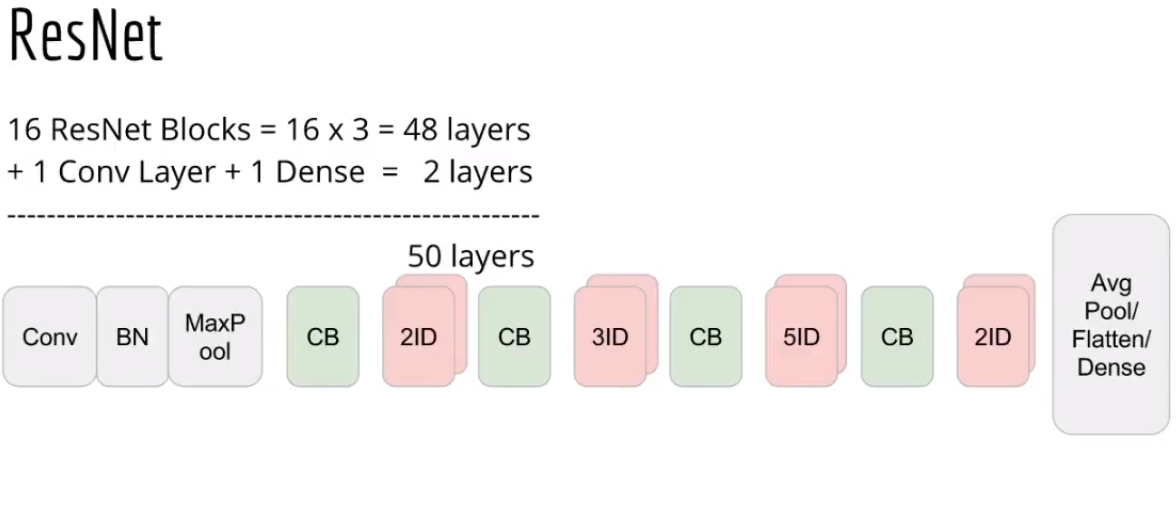 ResNet
16 ResNet Blocks = 16 x 3 = 48 layers
+ 1 Conv Layer + 1 Dense = 2 layers
------------------------------------------------------
50 layers
Conv
BN
MaxP
ool
CB
2ID
CB
3ID
CB
5ID
CB
2ID
Avg
Pool/
Flatten/
Dense